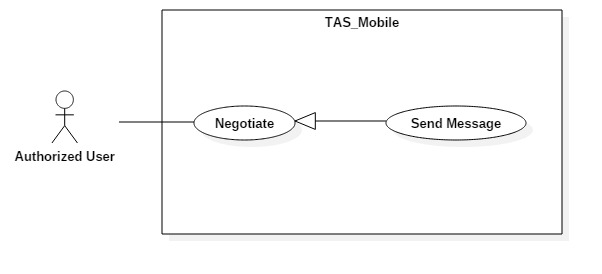 TAS_Mobile
Negotiate
Send Message
Authorized User